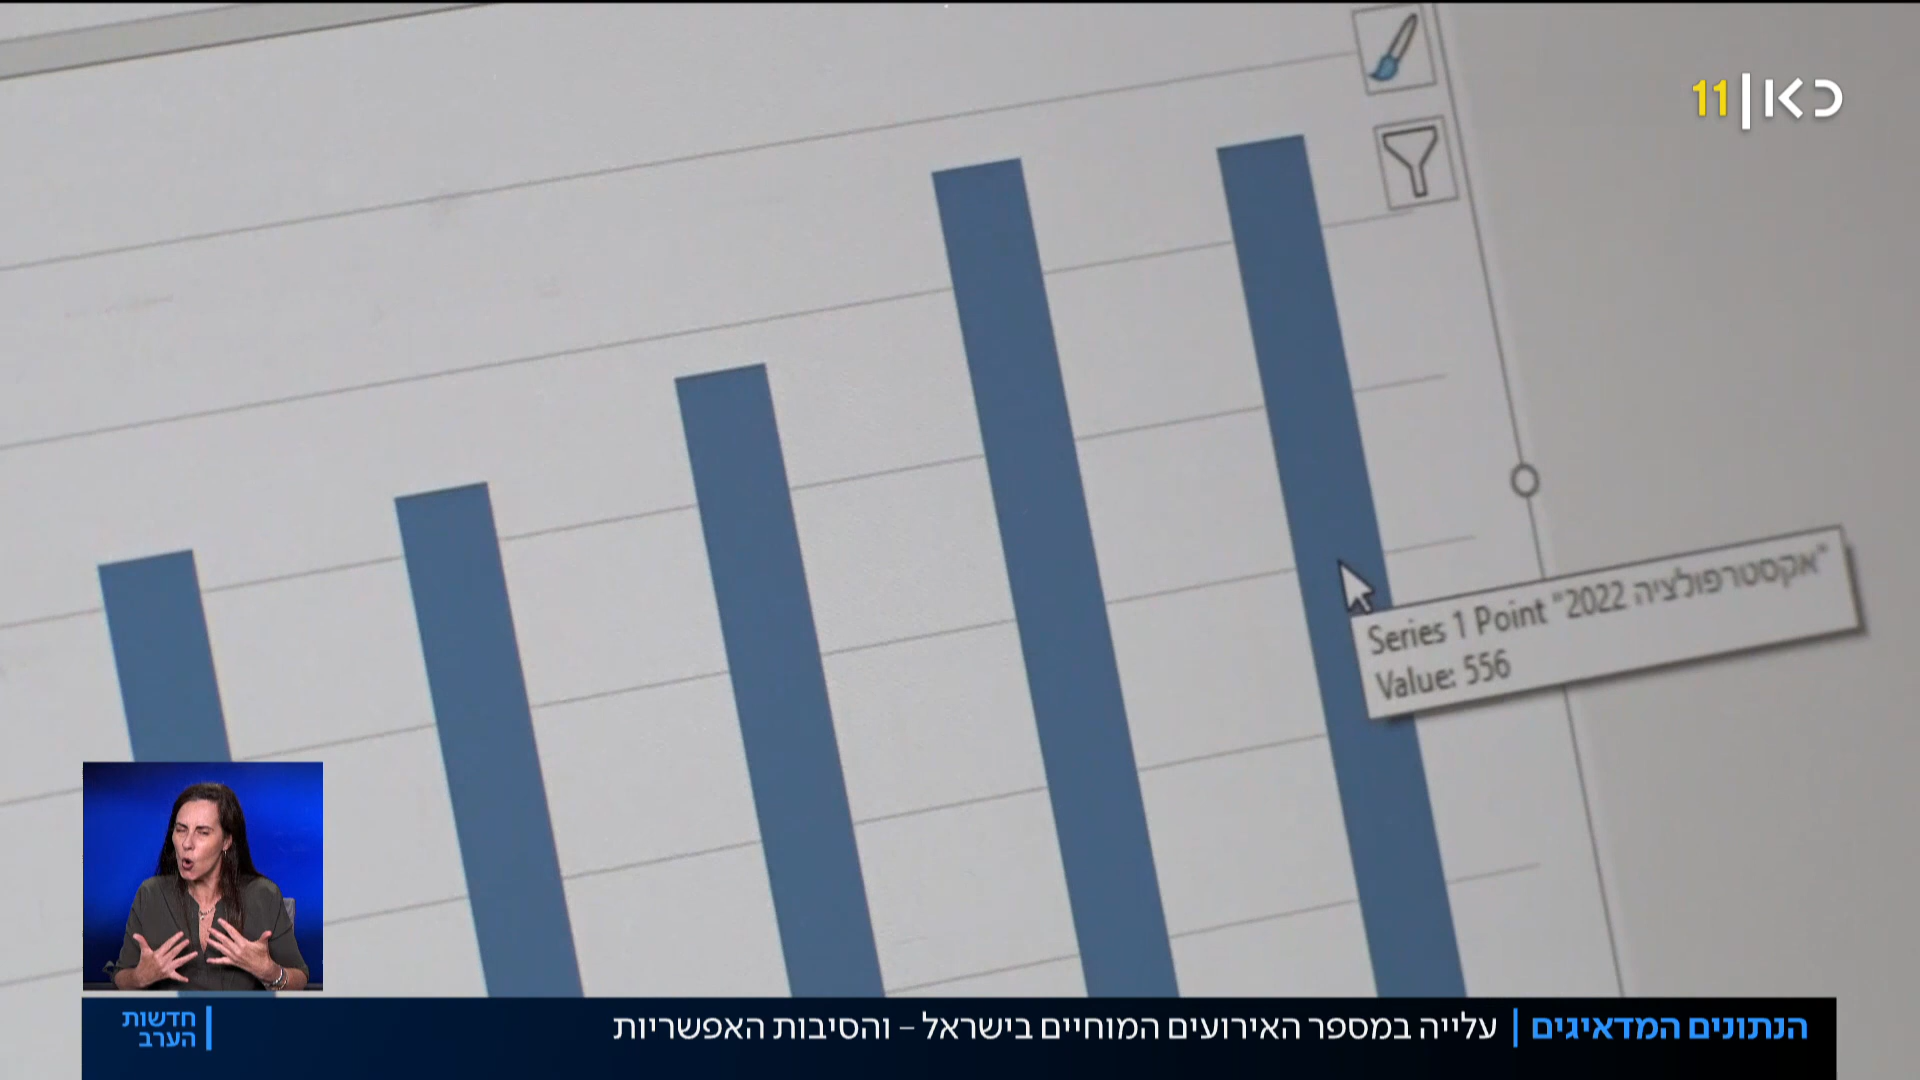 כאן 11
Series 1 Point "2022 אקסטרפולציה"
Value: 556
הנתונים המדאיגים | עלייה במספר האירועים המוחיים בישראל – והסיבות האפשריות
חדשות
הערב